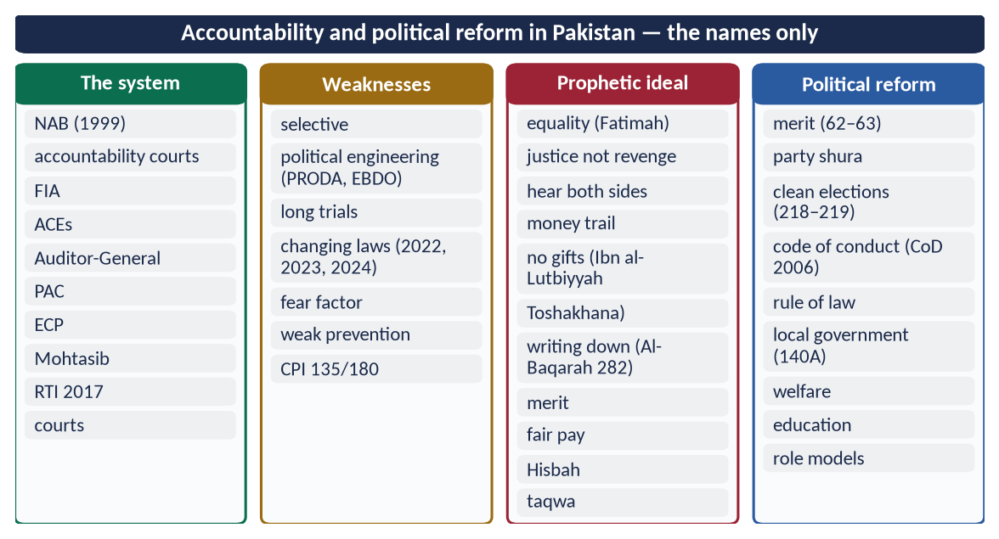 Accountability and political reform in Pakistan — the names only
The system
NAB (1999)
accountability courts
FIA
ACEs
Auditor-General
PAC
ECP
Mohtasib
RTI 2017
courts
Weaknesses
selective
political engineering
(PRODA, EBDO)
long trials
changing laws (2022,
2023, 2024)
fear factor
weak prevention
CPI 135/180
Prophetic ideal
equality (Fatimah)
justice not revenge
hear both sides
money trail
no gifts (Ibn al-
Lutbiyyah
Toshakhana)
writing down (Al-
Baqarah 282)
merit
fair pay
Hisbah
taqwa
Political reform
merit (62–63)
party shura
clean elections
(218–219)
code of conduct (CoD
2006)
rule of law
local government
(140A)
welfare
education
role models